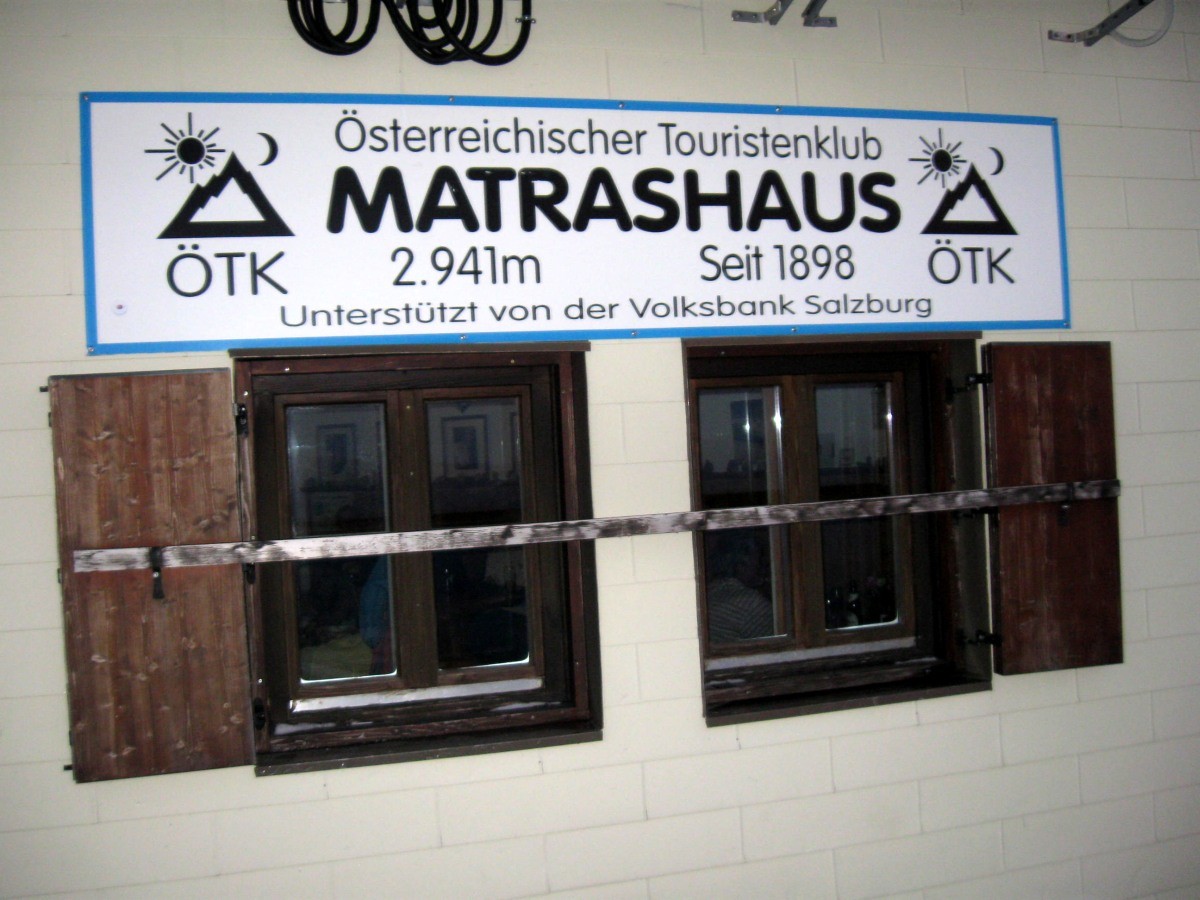 Österreichischer Touristenklub
MATRASHAUS
ÖTK 2.941m Seit 1898 ÖTK
Unterstützt von der Volksbank Salzburg